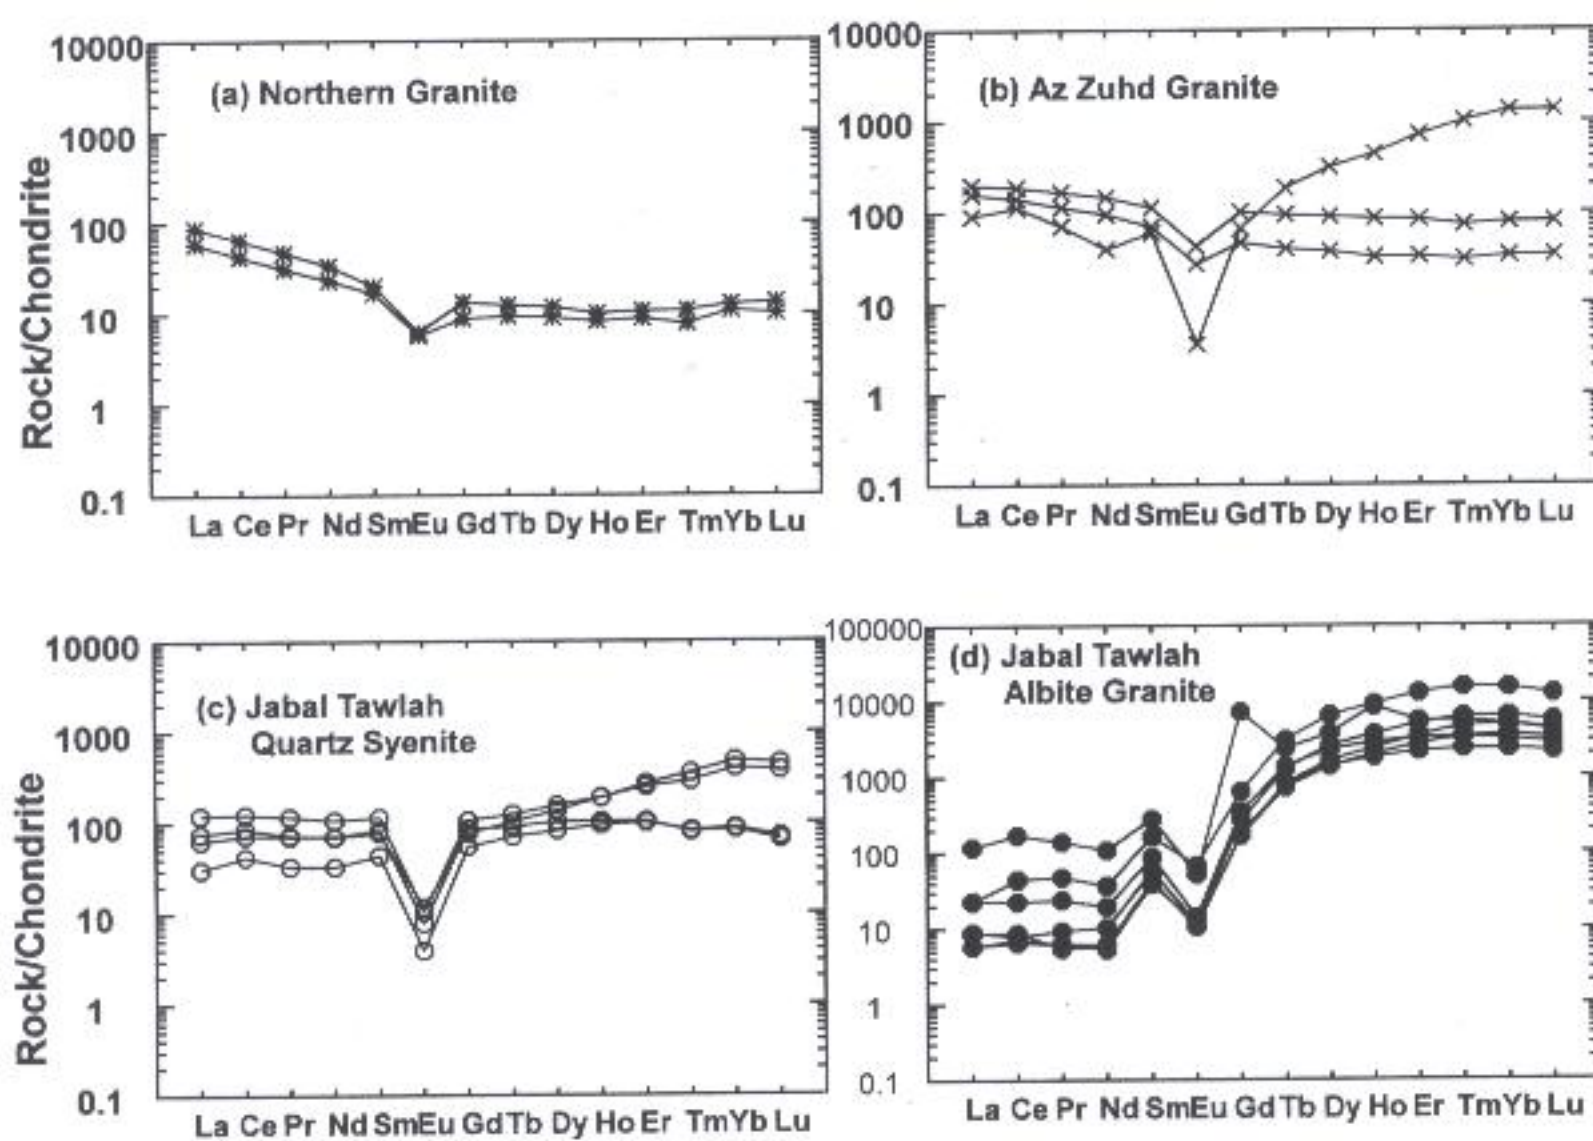 (a) Northern Granite
Rock/Chondrite
10000
1000
100
10
1
0.1
La Ce Pr Nd Sm Eu Gd Tb Dy Ho Er Tm Yb Lu
(b) Az Zuhd Granite
10000
1000
100
10
1
0.1
La Ce Pr Nd Sm Eu Gd Tb Dy Ho Er Tm Yb Lu
(c) Jabal Tawlah
Quartz Syenite
Rock/Chondrite
10000
1000
100
10
1
0.1
La Ce Pr Nd Sm Eu Gd Tb Dy Ho Er Tm Yb Lu
(d) Jabal Tawlah
Albite Granite
100000
10000
1000
100
10
1
0.1
La Ce Pr Nd Sm Eu Gd Tb Dy Ho Er Tm Yb Lu